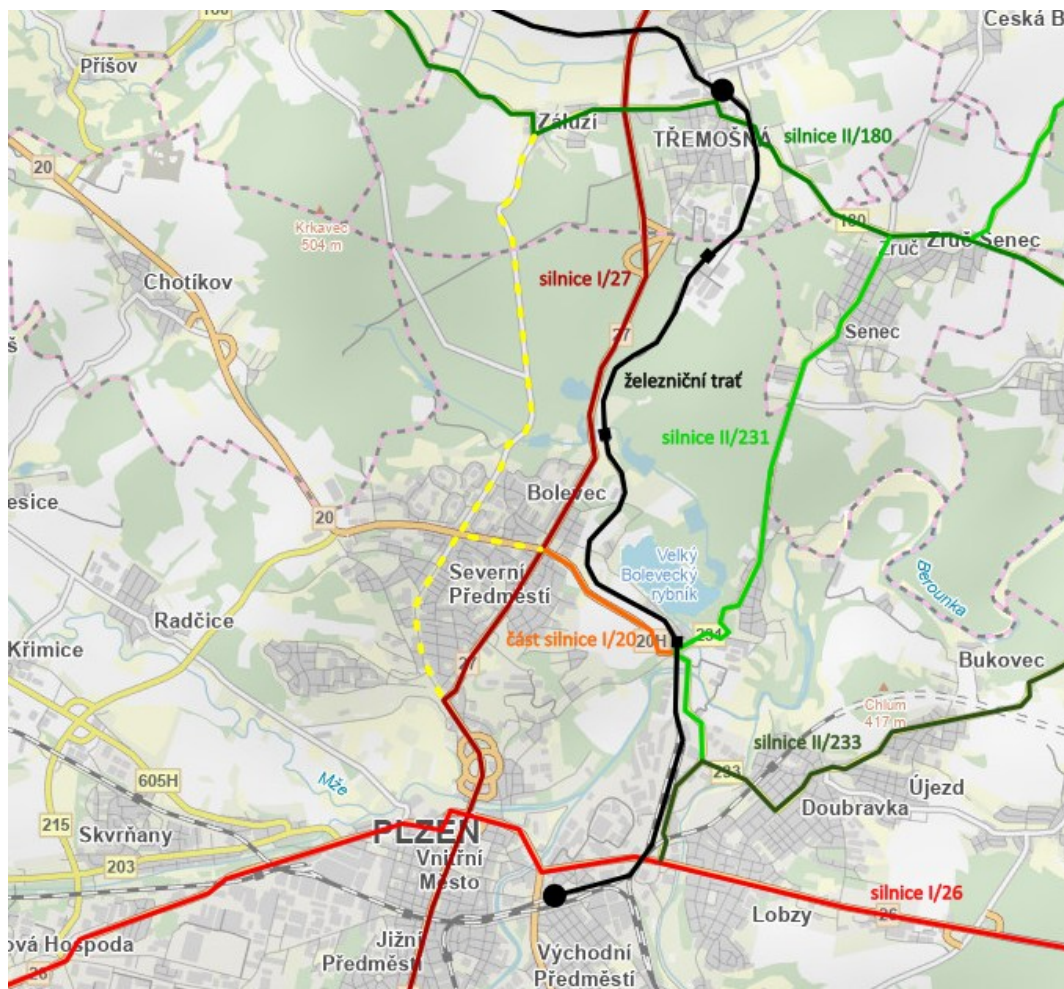 180
Česká B
Příšov
Záluží
TŘEMOŠNÁ
silnice II/180
20
Krkavec
504 m
180
Zruč
Zruč-Senec
Chotíkov
silnice I/27
27
Senec
š
železniční trať
silnice II/231
esice
20
Bolevec
Velký
Bolevecký
rybník
Berounka
Severní
Předměstí
Radčice
část silnice I/20
20H
231
Křimice
27
Bukovec
Chlum
417 m
silnice II/233
605H
Mže
233
Újezd
Doubravka
215
Skvrňany
PLZEŇ
203
Vnitřní
Město
silnice I/26
Lobzy
26
ová Hospoda
Jižní
Předměstí
Východní
Předměstí
26